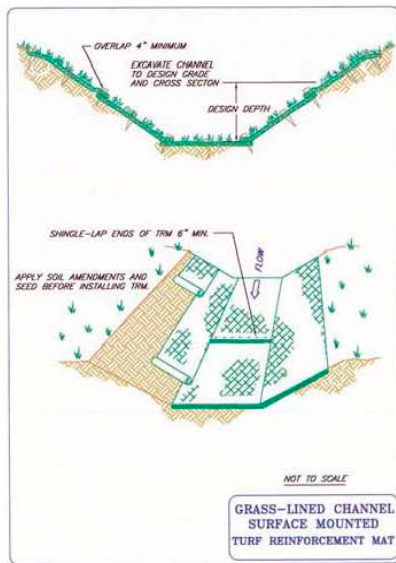 OVERLAP 4" MINIMUM
EXCAVATE CHANNEL
TO DESIGN GRADE
AND CROSS SECTON
DESIGN DEPTH
SHINGLE-LAP ENDS OF TRM 6" MIN.
FLOW
APPLY SOIL AMENDMENTS AND
SEED BEFORE INSTALLING TRM.
NOT TO SCALE
GRASS-LINED CHANNEL
SURFACE MOUNTED
TURF REINFORCEMENT MAT